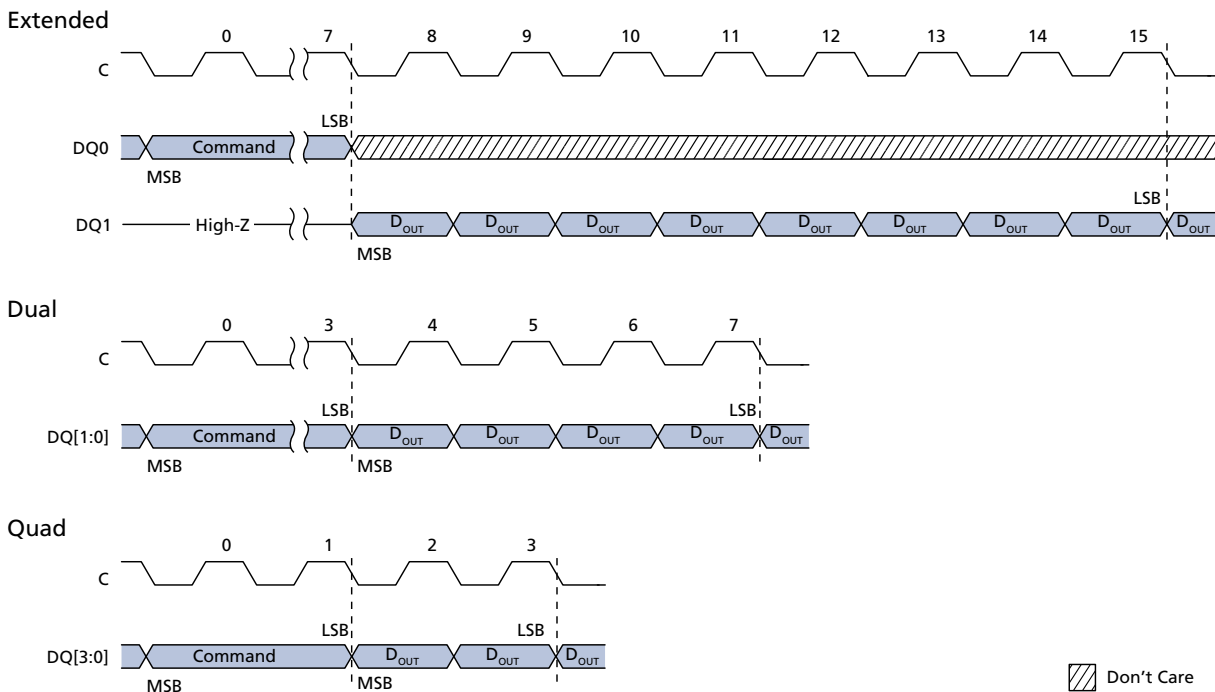 Extended
0 7 8 9 10 11 12 13 14 15
C
LSB
DQ0 Command
MSB
LSB
DQ1 High-Z DOUT DOUT DOUT DOUT DOUT DOUT DOUT DOUT DOUT
MSB
Dual
0 3 4 5 6 7
C
LSB LSB
DQ[1:0] Command DOUT DOUT DOUT DOUT DOUT
MSB MSB
Quad
0 1 2 3
C
LSB LSB
DQ[3:0] Command DOUT DOUT DOUT
MSB MSB
Don't Care